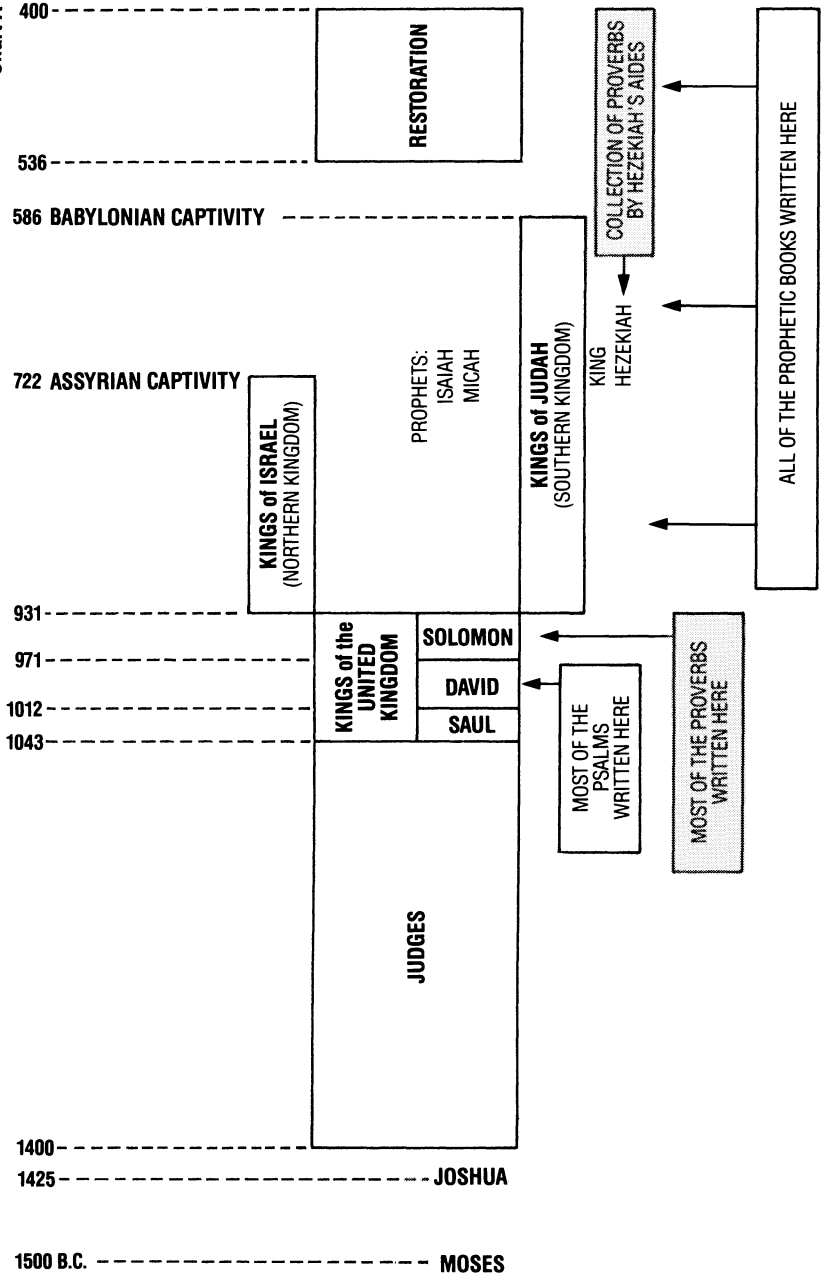 400
RESTORATION
COLLECTION OF PROVERBS
BY HEZEKIAH'S AIDES
ALL OF THE PROPHETIC BOOKS WRITTEN HERE
536
586 BABYLONIAN CAPTIVITY
PROPHETS:
ISAIAH
MICAH
KINGS of JUDAH
(SOUTHERN KINGDOM)
KING
HEZEKIAH
722 ASSYRIAN CAPTIVITY
KINGS of ISRAEL
(NORTHERN KINGDOM)
931
KINGS of the
UNITED
KINGDOM
SOLOMON
971
DAVID
1012
SAUL
1043
MOST OF THE
PSALMS
WRITTEN HERE
MOST OF THE PROVERBS
WRITTEN HERE
JUDGES
1400
1425 JOSHUA
1500 B.C. MOSES